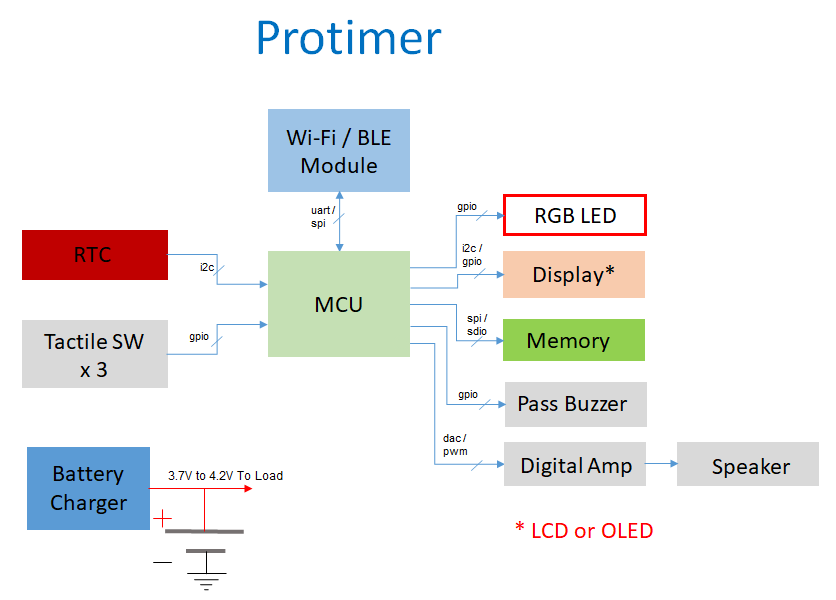 Protimer
Wi-Fi / BLE
Module
uart /
spi
gpio
RGB LED
RTC
i2c
i2c /
gpio
Display*
MCU
Tactile SW
x 3
gpio
spi /
sdio
Memory
gpio
Pass Buzzer
dac /
pwm
Digital Amp
Speaker
Battery
Charger
3.7V to 4.2V To Load
+
—
* LCD or OLED